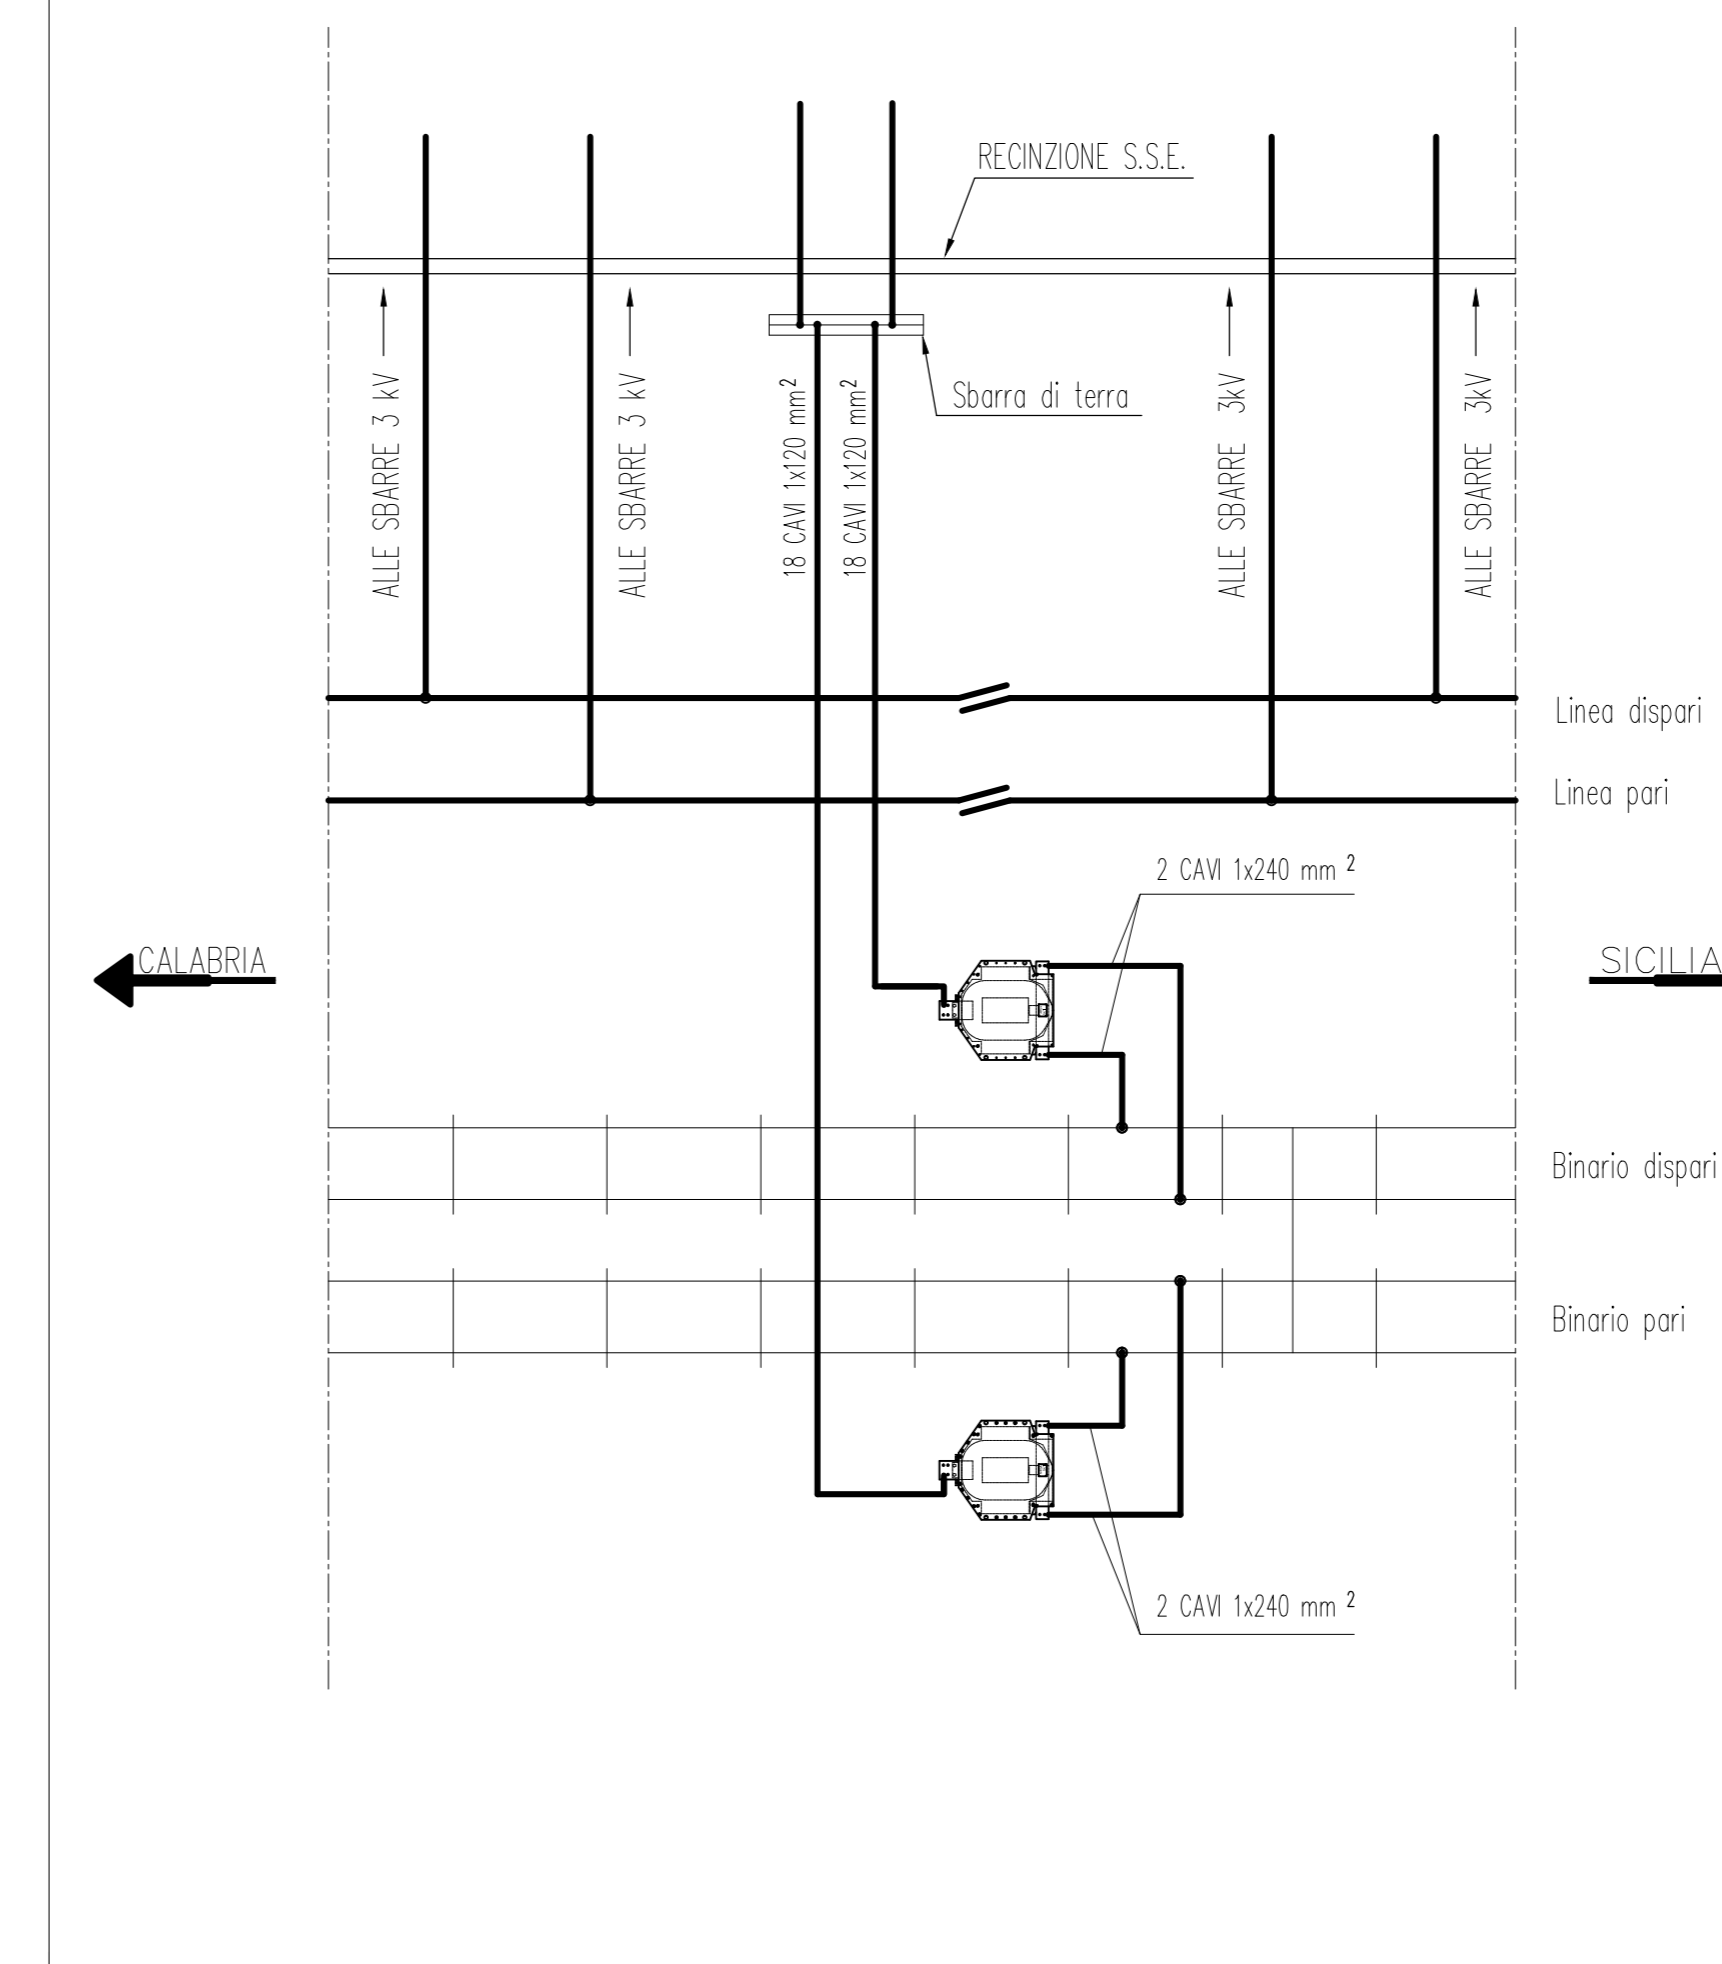 RECINZIONE S.S.E.
ALLE SBARRE 3 kV
ALLE SBARRE 3 kV
18 CAVI 1x120 mm²
18 CAVI 1x120 mm²
Sbarra di terra
ALLE SBARRE 3kV
ALLE SBARRE 3kV
Linea dispari
Linea pari
2 CAVI 1x240 mm ²
CALABRIA
SICILIA
Binario dispari
Binario pari
2 CAVI 1x240 mm ²